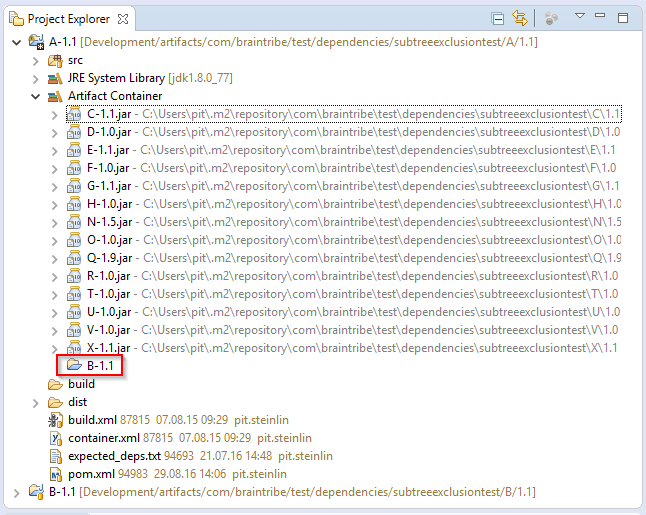 Project Explorer
A-1.1 [Development/artifacts/com/braintribe/test/dependencies/subtreeexclusiontest/A/1.1]
src
JRE System Library [jdk1.8.0_77]
Artifact Container
C-1.1.jar - C:\Users\pit\.m2\repository\com\braintribe\test\dependencies\subtreeexclusiontest\C\1.1
D-1.0.jar - C:\Users\pit\.m2\repository\com\braintribe\test\dependencies\subtreeexclusiontest\D\1.0
E-1.1.jar - C:\Users\pit\.m2\repository\com\braintribe\test\dependencies\subtreeexclusiontest\E\1.1
F-1.0.jar - C:\Users\pit\.m2\repository\com\braintribe\test\dependencies\subtreeexclusiontest\F\1.0
G-1.1.jar - C:\Users\pit\.m2\repository\com\braintribe\test\dependencies\subtreeexclusiontest\G\1.1
H-1.0.jar - C:\Users\pit\.m2\repository\com\braintribe\test\dependencies\subtreeexclusiontest\H\1.0
N-1.5.jar - C:\Users\pit\.m2\repository\com\braintribe\test\dependencies\subtreeexclusiontest\N\1.5
O-1.0.jar - C:\Users\pit\.m2\repository\com\braintribe\test\dependencies\subtreeexclusiontest\O\1.0
Q-1.9.jar - C:\Users\pit\.m2\repository\com\braintribe\test\dependencies\subtreeexclusiontest\Q\1.9
R-1.0.jar - C:\Users\pit\.m2\repository\com\braintribe\test\dependencies\subtreeexclusiontest\R\1.0
T-1.0.jar - C:\Users\pit\.m2\repository\com\braintribe\test\dependencies\subtreeexclusiontest\T\1.0
U-1.0.jar - C:\Users\pit\.m2\repository\com\braintribe\test\dependencies\subtreeexclusiontest\U\1.0
V-1.0.jar - C:\Users\pit\.m2\repository\com\braintribe\test\dependencies\subtreeexclusiontest\V\1.0
X-1.1.jar - C:\Users\pit\.m2\repository\com\braintribe\test\dependencies\subtreeexclusiontest\X\1.1
B-1.1
build
dist
build.xml 87815 07.08.15 09:29 pit.steinlin
container.xml 87815 07.08.15 09:29 pit.steinlin
expected_deps.txt 94693 21.07.16 14:48 pit.steinlin
pom.xml 94983 29.08.16 14:06 pit.steinlin
B-1.1 [Development/artifacts/com/braintribe/test/dependencies/subtreeexclusiontest/B/1.1]